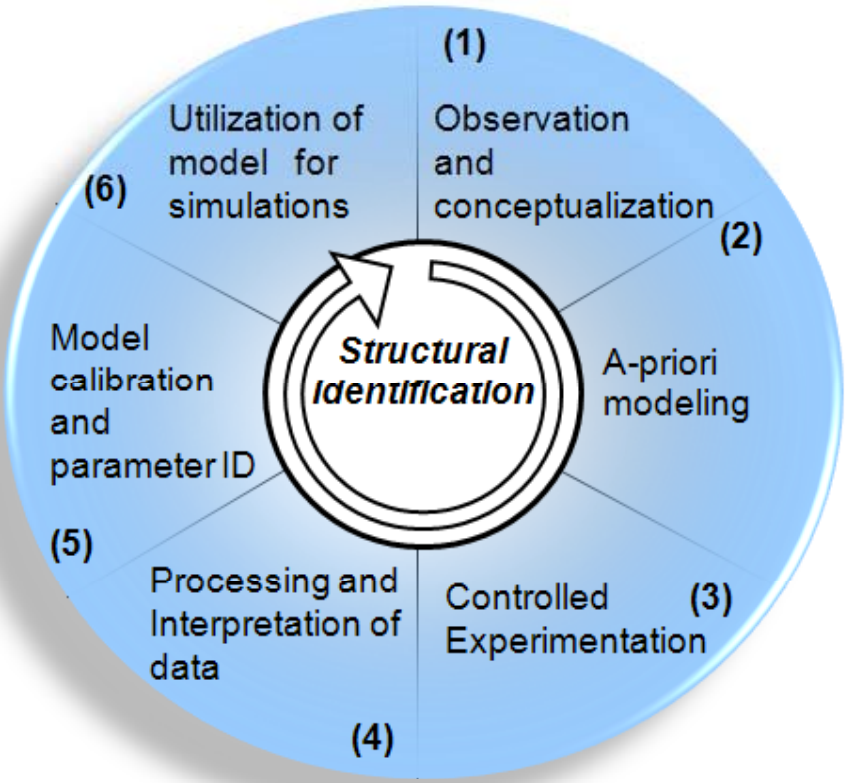 (1)
Observation
and
conceptualization
(2)
A-priori
modeling
(3)
Controlled
Experimentation
(4)
Processing and
Interpretation of
data
(5)
Model
calibration
and
parameter ID
(6)
Utilization of
model for
simulations
Structural
Identification